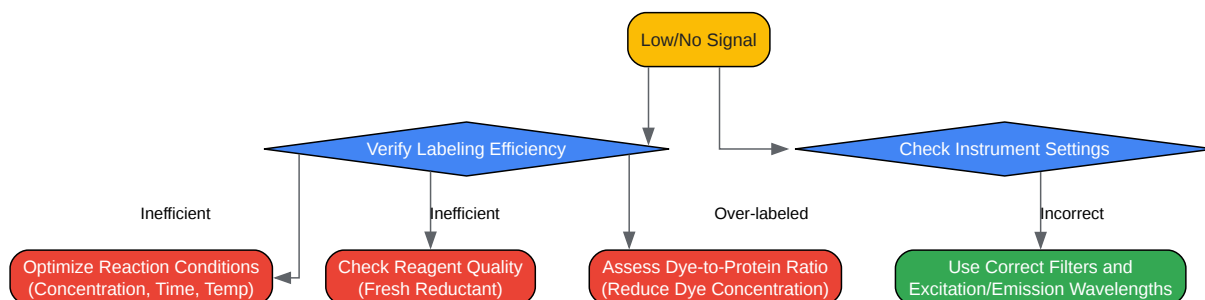 Low/No Signal
Verify Labeling Efficiency
Check Instrument Settings
Inefficient
Inefficient
Over-labeled
Incorrect
Optimize Reaction Conditions
(Concentration, Time, Temp)
Check Reagent Quality
(Fresh Reductant)
Assess Dye-to-Protein Ratio
(Reduce Dye Concentration)
Use Correct Filters and
Excitation/Emission Wavelengths